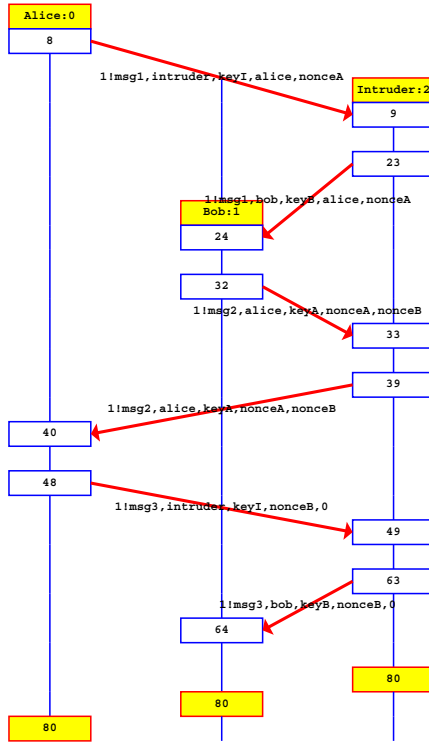 Alice:0
8
1!msg1,intruder,keyI,alice,nonceA
Intruder:2
9
23
1!msg1,bob,keyB,alice,nonceA
Bob:1
24
32
1!msg2,alice,keyA,nonceA,nonceB
33
39
1!msg2,alice,keyA,nonceA,nonceB
40
48
1!msg3,intruder,keyI,nonceB,0
49
63
1!msg3,bob,keyB,nonceB,0
64
80
80
80